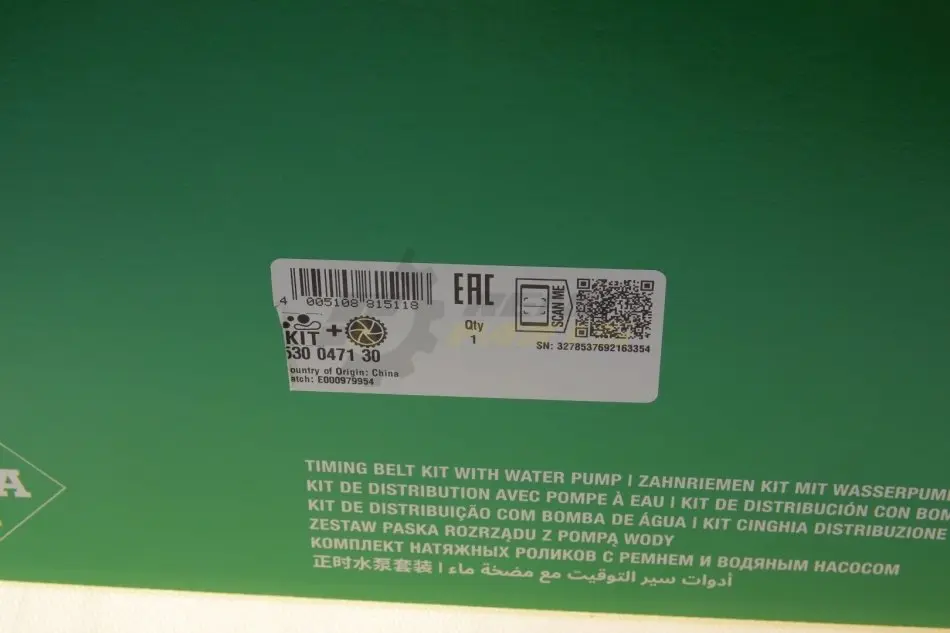 4 005108 815118
EAC
SCAN ME
Qty
1
SN: 3278537692163354
KIT +
530 0471 30
ountry of Origin: China
atch: E000979954
A
TIMING BELT KIT WITH WATER PUMP | ZAHNRIEMEN KIT MIT WASSERPUMP
KIT DE DISTRIBUTION AVEC POMPE À EAU | KIT DE DISTRIBUCIÓN CON BOM
KIT DE DISTRIBUIÇÃO COM BOMBA DE ÁGUA | KIT CINGHIA DISTRIBUZIONE
ZESTAW PASKA ROZRZĄDU Z POMPĄ WODY
КОМПЛЕКТ НАТЯЖНЫХ РОЛИКОВ С РЕМНЕМ И ВОДЯНЫМ НАСОСОМ
正时水泵套装 | أدوات سير التوقيت مع مضخة ماء